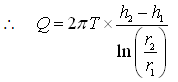 ∴ Q = 2πT × (h₂ − h₁) / ln(r₂ / r₁)